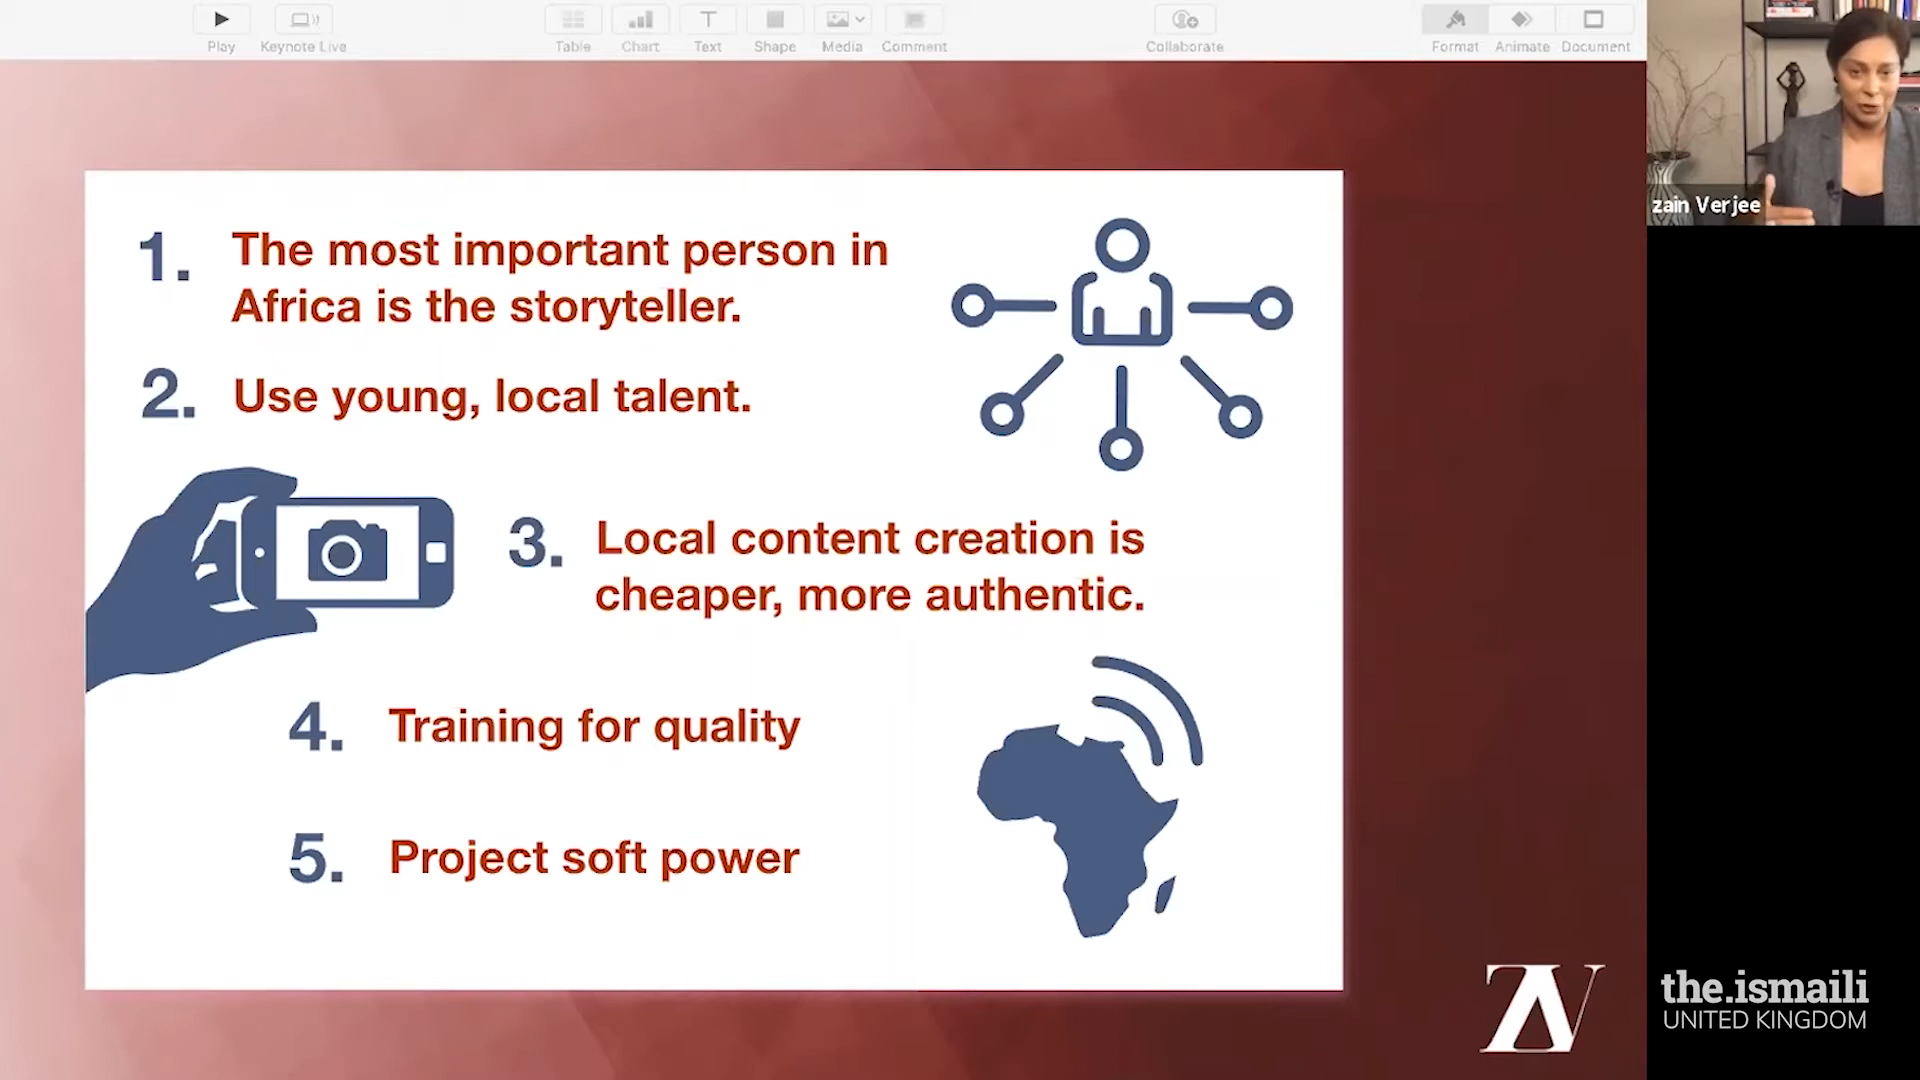 Play
Keynote Live
Table
Chart
Text
Shape
Media
Comment
Collaborate
Format
Animate
Document
zain Verjee
1. The most important person in
Africa is the storyteller.
2. Use young, local talent.
3. Local content creation is
cheaper, more authentic.
4. Training for quality
5. Project soft power
ZV
the.ismaili
UNITED KINGDOM